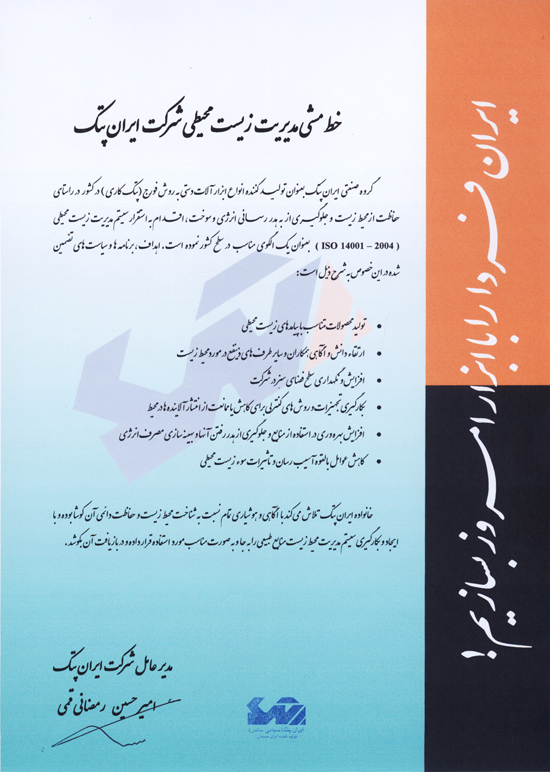 خط مشی مدیریت زیست محیطی شرکت ایران پتک
گروه صنعتی ایران پتک بعنوان تولید کننده انواع ابزار آلات دستی به روش فورج (پتک کاری) در کشور در راستای
حفاظت از محیط زیست و جلوگیری از به هدر رسانی انرژی و سوخت، اقدام به استقرار سیستم مدیریت زیست محیطی
( ISO 14001 – 2004 ) بعنوان یک الگوی مناسب در سطح کشور نموده است. اهداف، برنامه ها و سیاست های تضمین
شده در این خصوص به شرح ذیل است:
• تولید محصولات متناسب با پیامدهای زیست محیطی
• ارتقاء دانش و آگاهی همکاران و سایر طرف های ذینفع در مورد محیط زیست
• افزایش و نگهداری سطح فضای سبز در شرکت
• بکارگیری تجهیزات و روش های کنترلی برای کاهش یا ممانعت از انتشار آلاینده ها در محیط
• افزایش بهره وری در استفاده از منابع و جلوگیری از هدر رفتن آنها و بهینه سازی مصرف انرژی
• کاهش عوامل بالقوه آسیب رسان و تاثیرات سوء زیست محیطی
خانواده ایران پتک تلاش می کند با آگاهی و هوشیاری تمام نسبت به شناخت محیط زیست و حفاظت دائمی آن کوشا بوده و با
ایجاد و بکارگیری سیستم مدیریت محیط زیست منابع طبیعی را به جا و به صورت مناسب مورد استفاده قرار داده و در بازیافت آن بکوشد.
مدیر عامل شرکت ایران پتک
امیر حسین رمضانی قمی
ایران فردا را با ابزار امروز بسازیم!